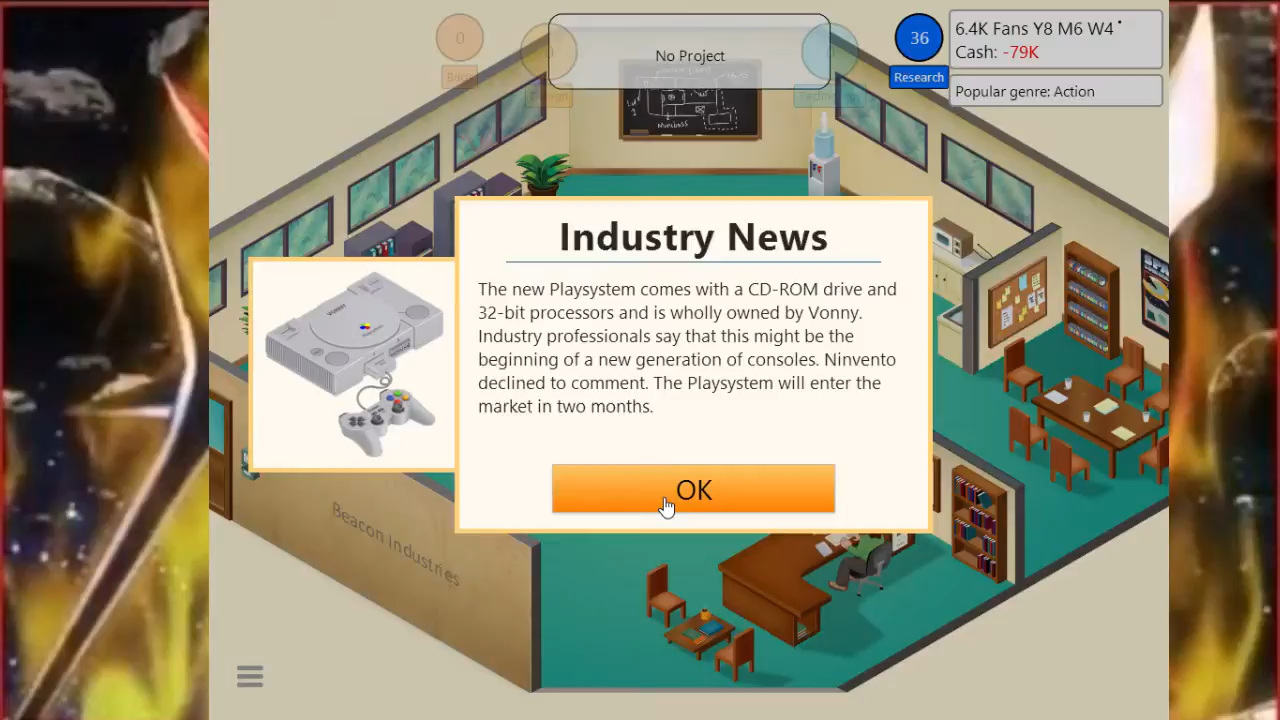 0
No Project
36
Research
6.4K Fans Y8 M6 W4
Cash: -79K
Popular genre: Action
Industry News
The new Playsystem comes with a CD-ROM drive and
32-bit processors and is wholly owned by Vonny.
Industry professionals say that this might be the
beginning of a new generation of consoles. Ninvento
declined to comment. The Playsystem will enter the
market in two months.
OK
Beacon industries